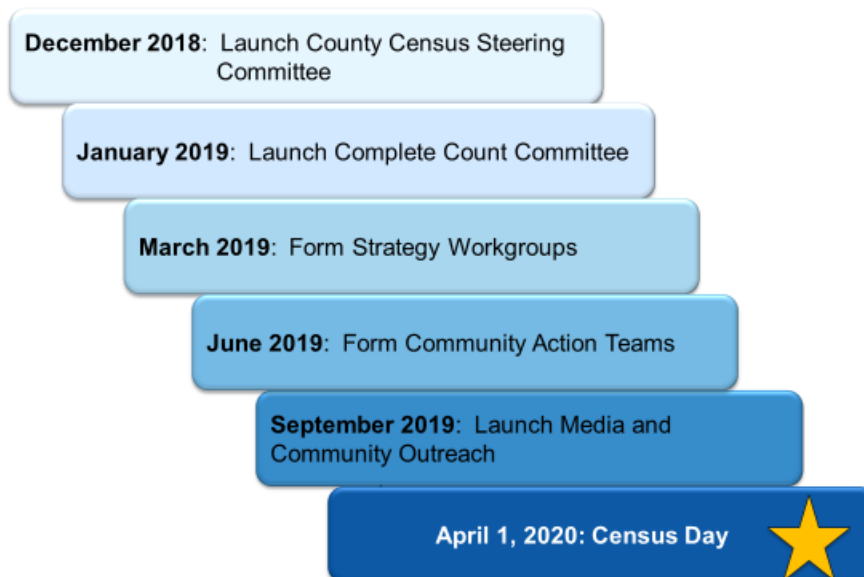 December 2018: Launch County Census Steering
Committee
January 2019: Launch Complete Count Committee
March 2019: Form Strategy Workgroups
June 2019: Form Community Action Teams
September 2019: Launch Media and
Community Outreach
April 1, 2020: Census Day